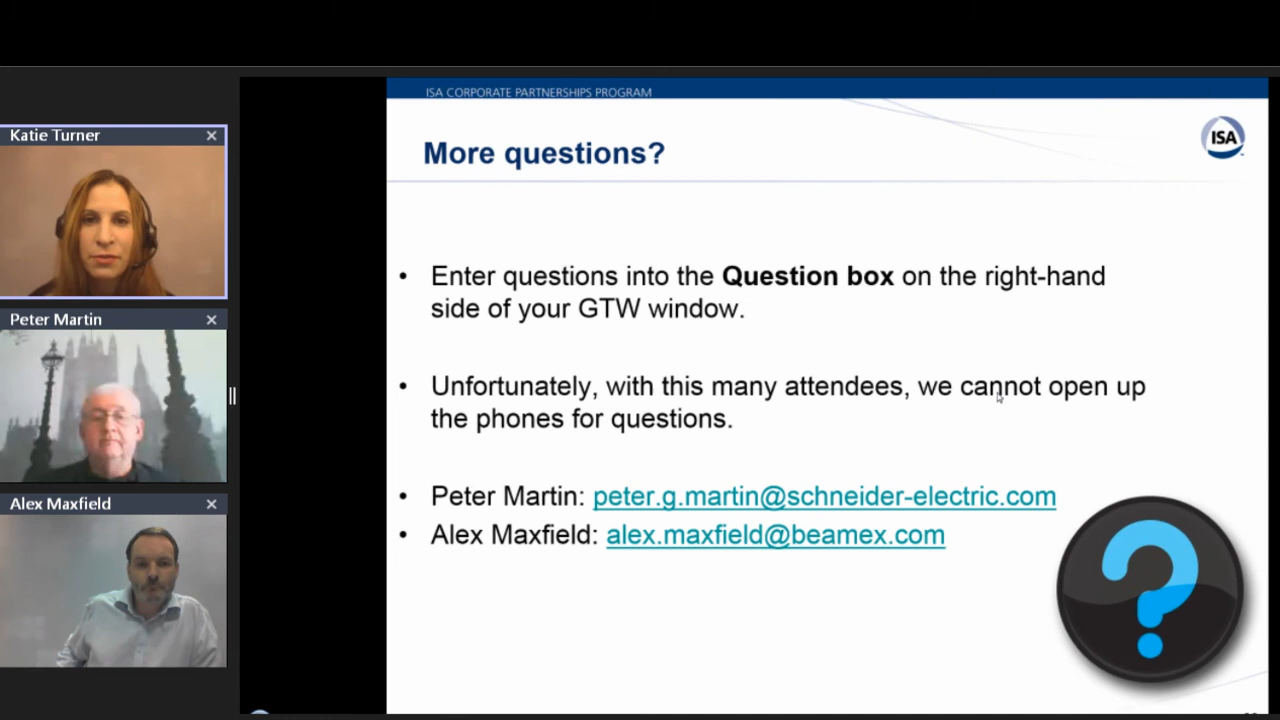 Katie Turner
Peter Martin
Alex Maxfield
ISA CORPORATE PARTNERSHIPS PROGRAM
ISA
More questions?
• Enter questions into the Question box on the right-hand
side of your GTW window.
• Unfortunately, with this many attendees, we cannot open up
the phones for questions.
• Peter Martin: peter.g.martin@schneider-electric.com
• Alex Maxfield: alex.maxfield@beamex.com